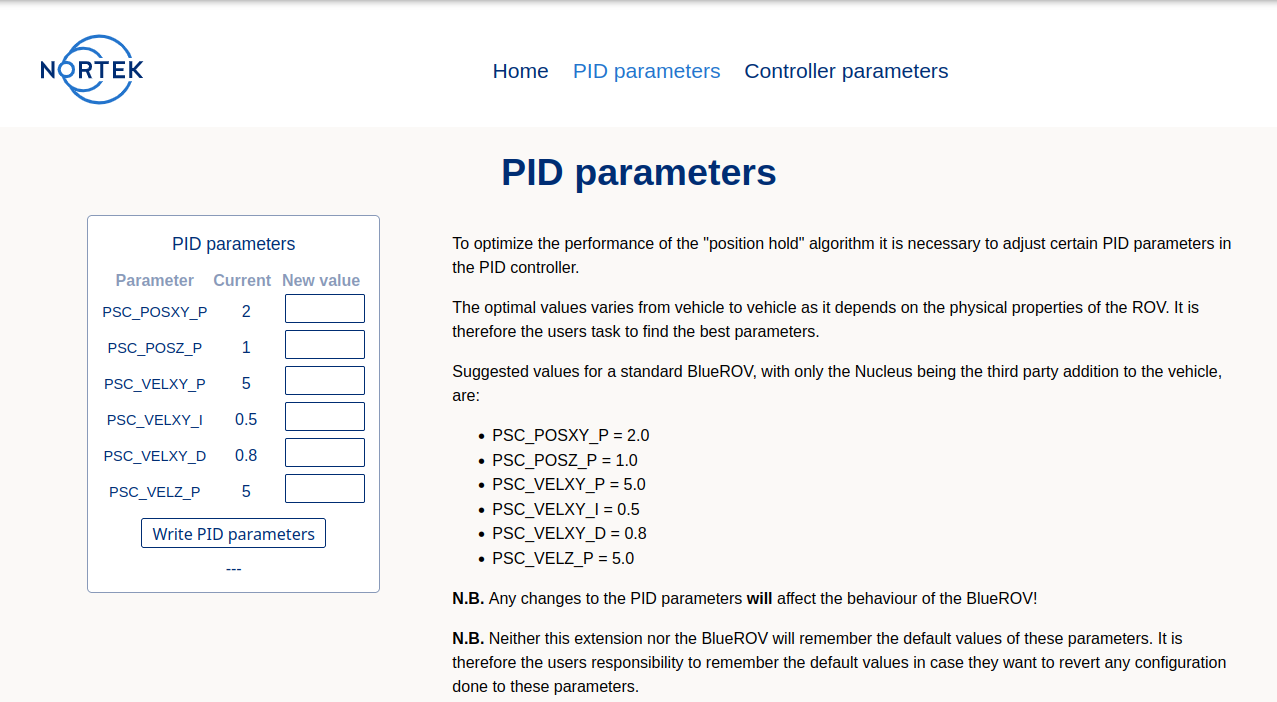 NORTEK
Home PID parameters Controller parameters
PID parameters
PID parameters
Parameter Current New value
PSC_POSXY_P 2
PSC_POSZ_P 1
PSC_VELXY_P 5
PSC_VELXY_I 0.5
PSC_VELXY_D 0.8
PSC_VELZ_P 5
Write PID parameters
---
To optimize the performance of the "position hold" algorithm it is necessary to adjust certain PID parameters in
the PID controller.
The optimal values varies from vehicle to vehicle as it depends on the physical properties of the ROV. It is
therefore the users task to find the best parameters.
Suggested values for a standard BlueROV, with only the Nucleus being the third party addition to the vehicle,
are:
• PSC_POSXY_P = 2.0
• PSC_POSZ_P = 1.0
• PSC_VELXY_P = 5.0
• PSC_VELXY_I = 0.5
• PSC_VELXY_D = 0.8
• PSC_VELZ_P = 5.0
N.B. Any changes to the PID parameters will affect the behaviour of the BlueROV!
N.B. Neither this extension nor the BlueROV will remember the default values of these parameters. It is
therefore the users responsibility to remember the default values in case they want to revert any configuration
done to these parameters.